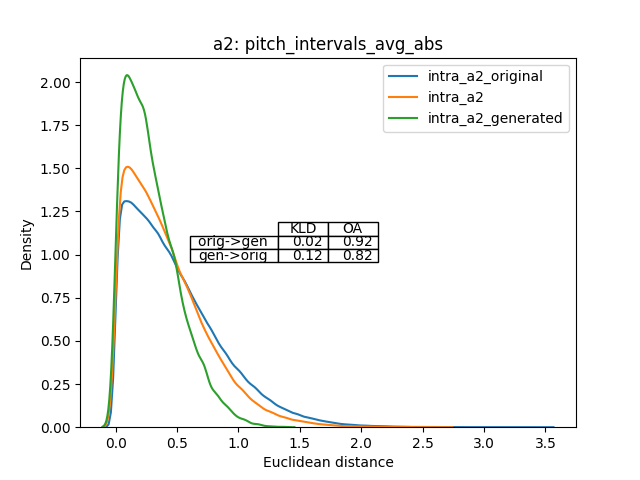 a2: pitch_intervals_avg_abs
intra_a2_original
intra_a2
intra_a2_generated
2.00
1.75
1.50
1.25
1.00
0.75
0.50
0.25
0.00
Density
KLD OA
orig->gen 0.02 0.92
gen->orig 0.12 0.82
0.0 0.5 1.0 1.5 2.0 2.5 3.0 3.5
Euclidean distance